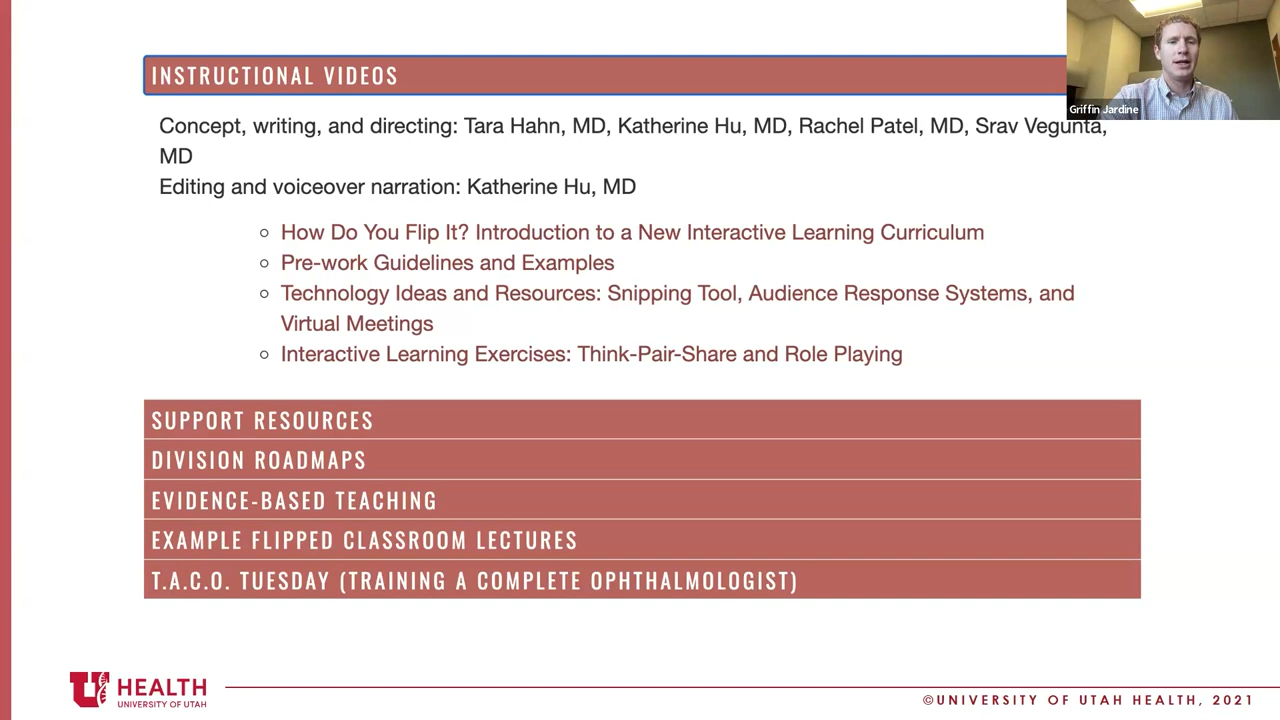 INSTRUCTIONAL VIDEOS
Griffin Jardine
Concept, writing, and directing: Tara Hahn, MD, Katherine Hu, MD, Rachel Patel, MD, Srav Vegunta,
MD
Editing and voiceover narration: Katherine Hu, MD
How Do You Flip It? Introduction to a New Interactive Learning Curriculum
Pre-work Guidelines and Examples
Technology Ideas and Resources: Snipping Tool, Audience Response Systems, and
Virtual Meetings
Interactive Learning Exercises: Think-Pair-Share and Role Playing
SUPPORT RESOURCES
DIVISION ROADMAPS
EVIDENCE-BASED TEACHING
EXAMPLE FLIPPED CLASSROOM LECTURES
T.A.C.O. TUESDAY (TRAINING A COMPLETE OPHTHALMOLOGIST)
U HEALTH
UNIVERSITY OF UTAH
©UNIVERSITY OF UTAH HEALTH, 2021